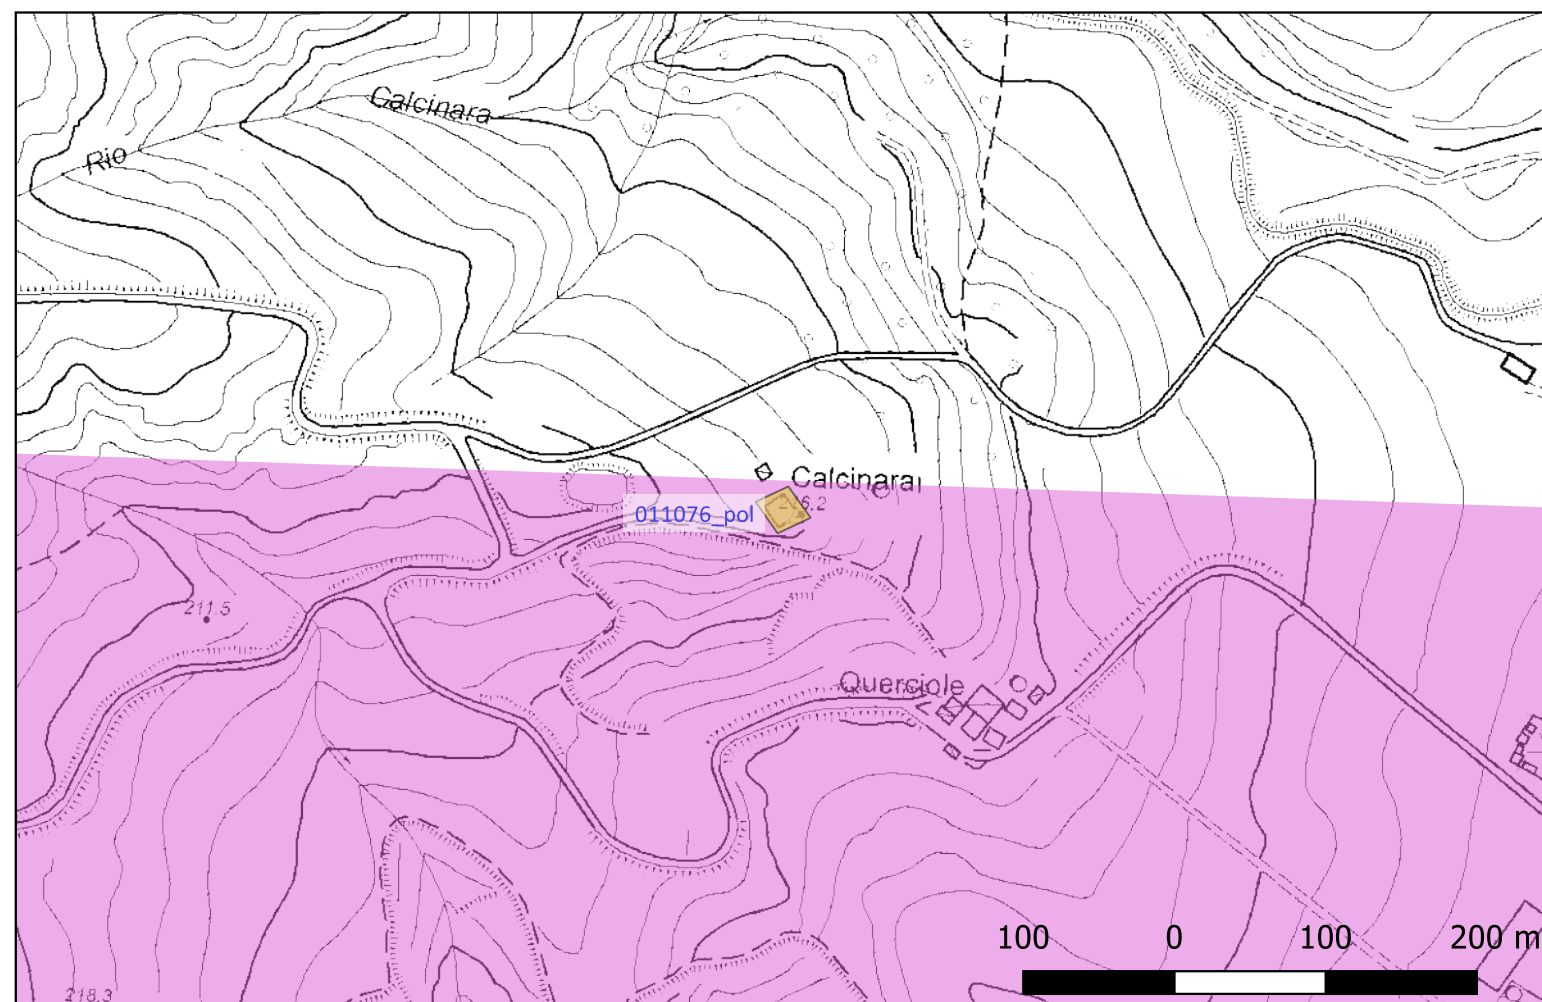 Calcinara
Rio
Calcinara
011076_pol
211.5
Querciole
100 0 100 200 m
218.3